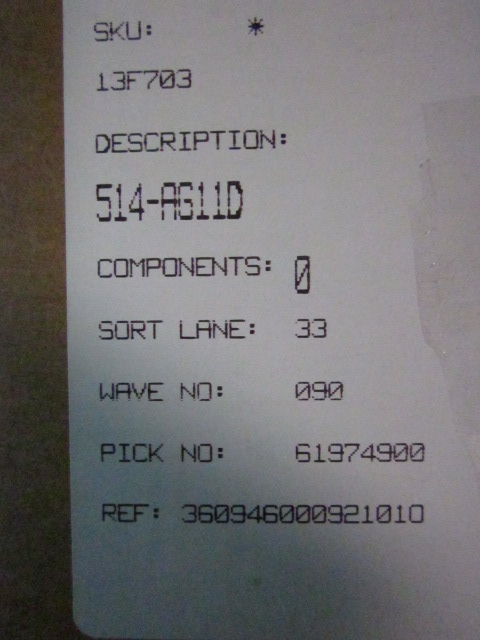 SKU: *
13F703
DESCRIPTION:
514-AG11D
COMPONENTS: 0
SORT LANE: 33
WAVE NO: 090
PICK NO: 61974900
REF: 360946000921010